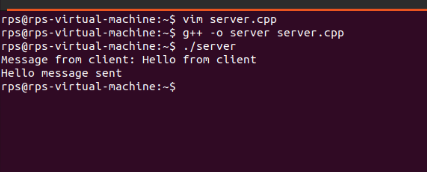 rps@rps-virtual-machine:~$ vim server.cpp
rps@rps-virtual-machine:~$ g++ -o server server.cpp
rps@rps-virtual-machine:~$ ./server
Message from client: Hello from client
Hello message sent
rps@rps-virtual-machine:~$